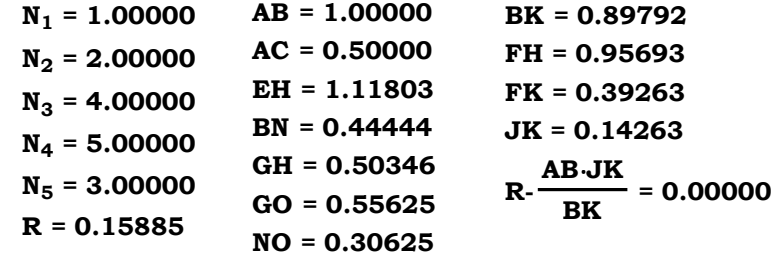 N₁ = 1.00000
N₂ = 2.00000
N₃ = 4.00000
N₄ = 5.00000
N₅ = 3.00000
R = 0.15885
AB = 1.00000
AC = 0.50000
EH = 1.11803
BN = 0.44444
GH = 0.50346
GO = 0.55625
NO = 0.30625
BK = 0.89792
FH = 0.95693
FK = 0.39263
JK = 0.14263
R-AB·JK/BK = 0.00000